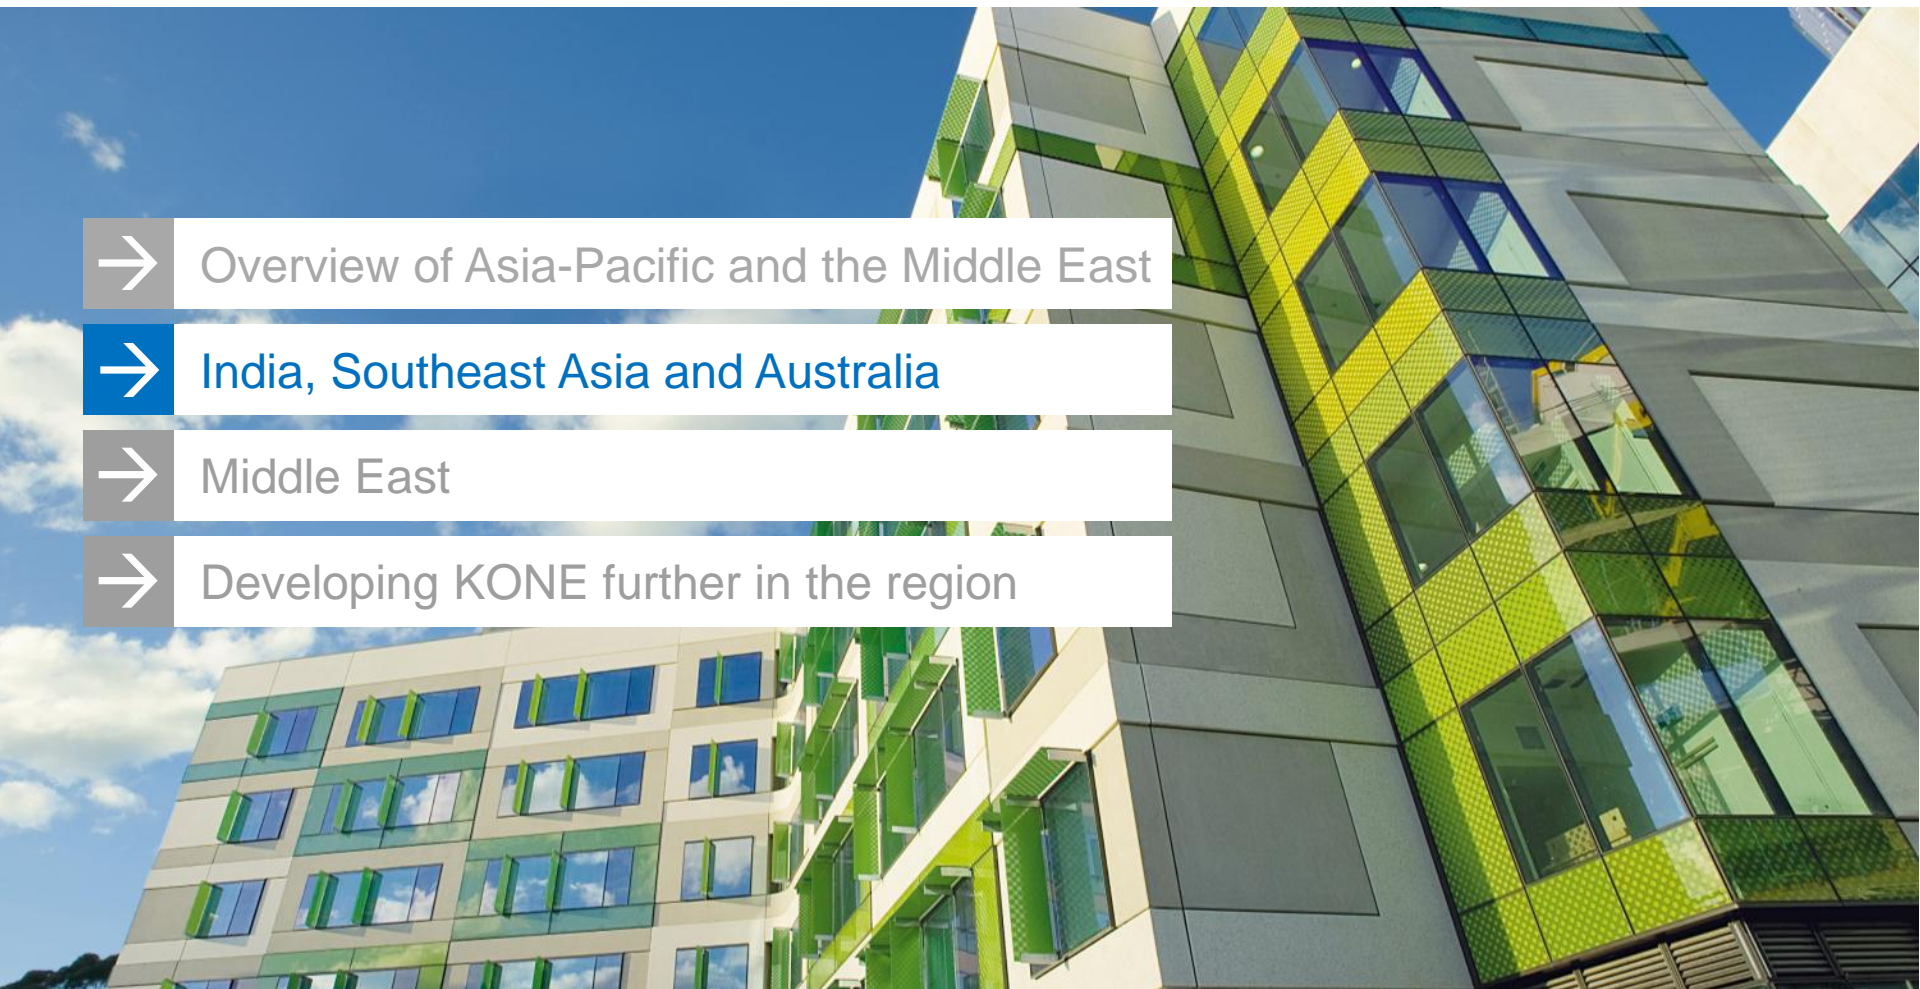 Overview of Asia-Pacific and the Middle East
India, Southeast Asia and Australia
Middle East
Developing KONE further in the region